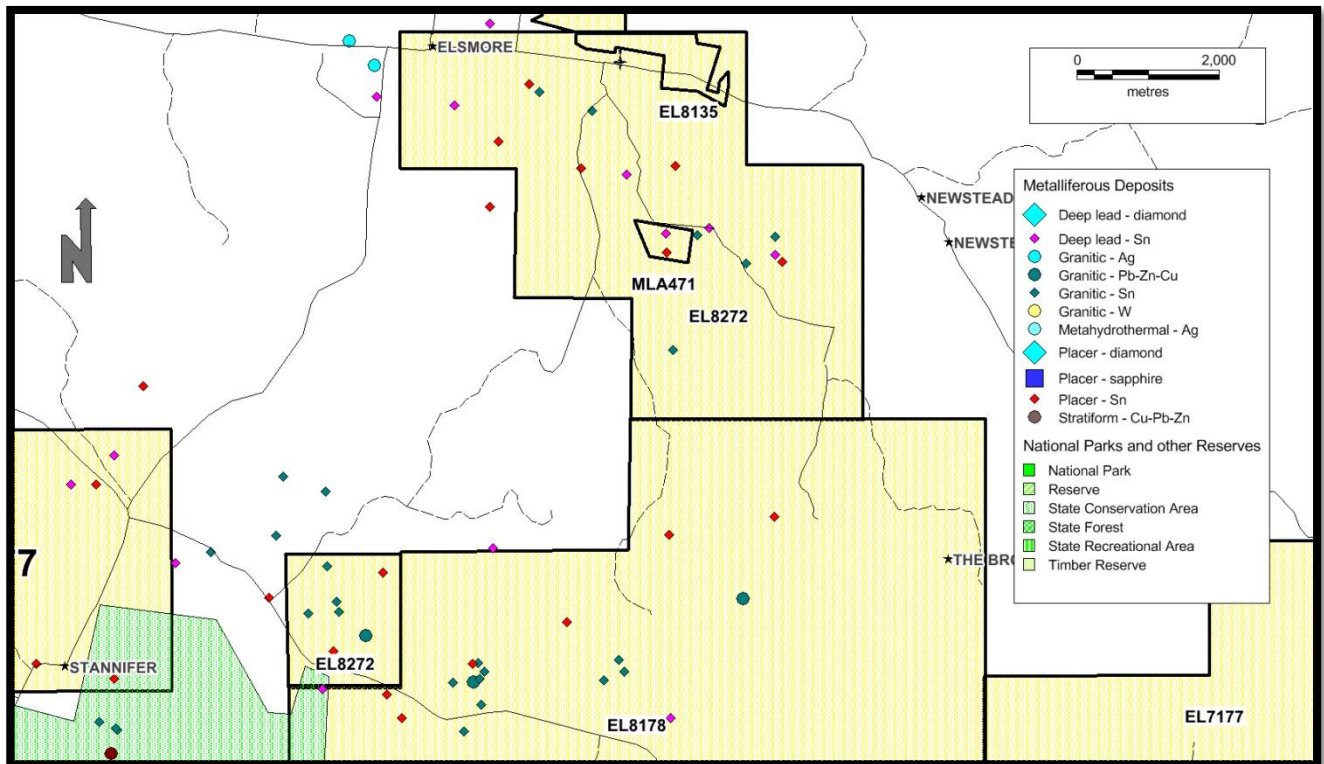 ELSMORE
0 2,000
metres
EL8135
NEWSTEAD
NEWSTE
N
MLA471
EL8272
Metalliferous Deposits
Deep lead - diamond
Deep lead - Sn
Granitic - Ag
Granitic - Pb-Zn-Cu
Granitic - Sn
Granitic - W
Metahydrothermal - Ag
Placer - diamond
Placer - sapphire
Placer - Sn
Stratiform - Cu-Pb-Zn
National Parks and other Reserves
National Park
Reserve
State Conservation Area
State Forest
State Recreational Area
Timber Reserve
7
THE BRO
STANNIFER
EL8272
EL8178
EL7177